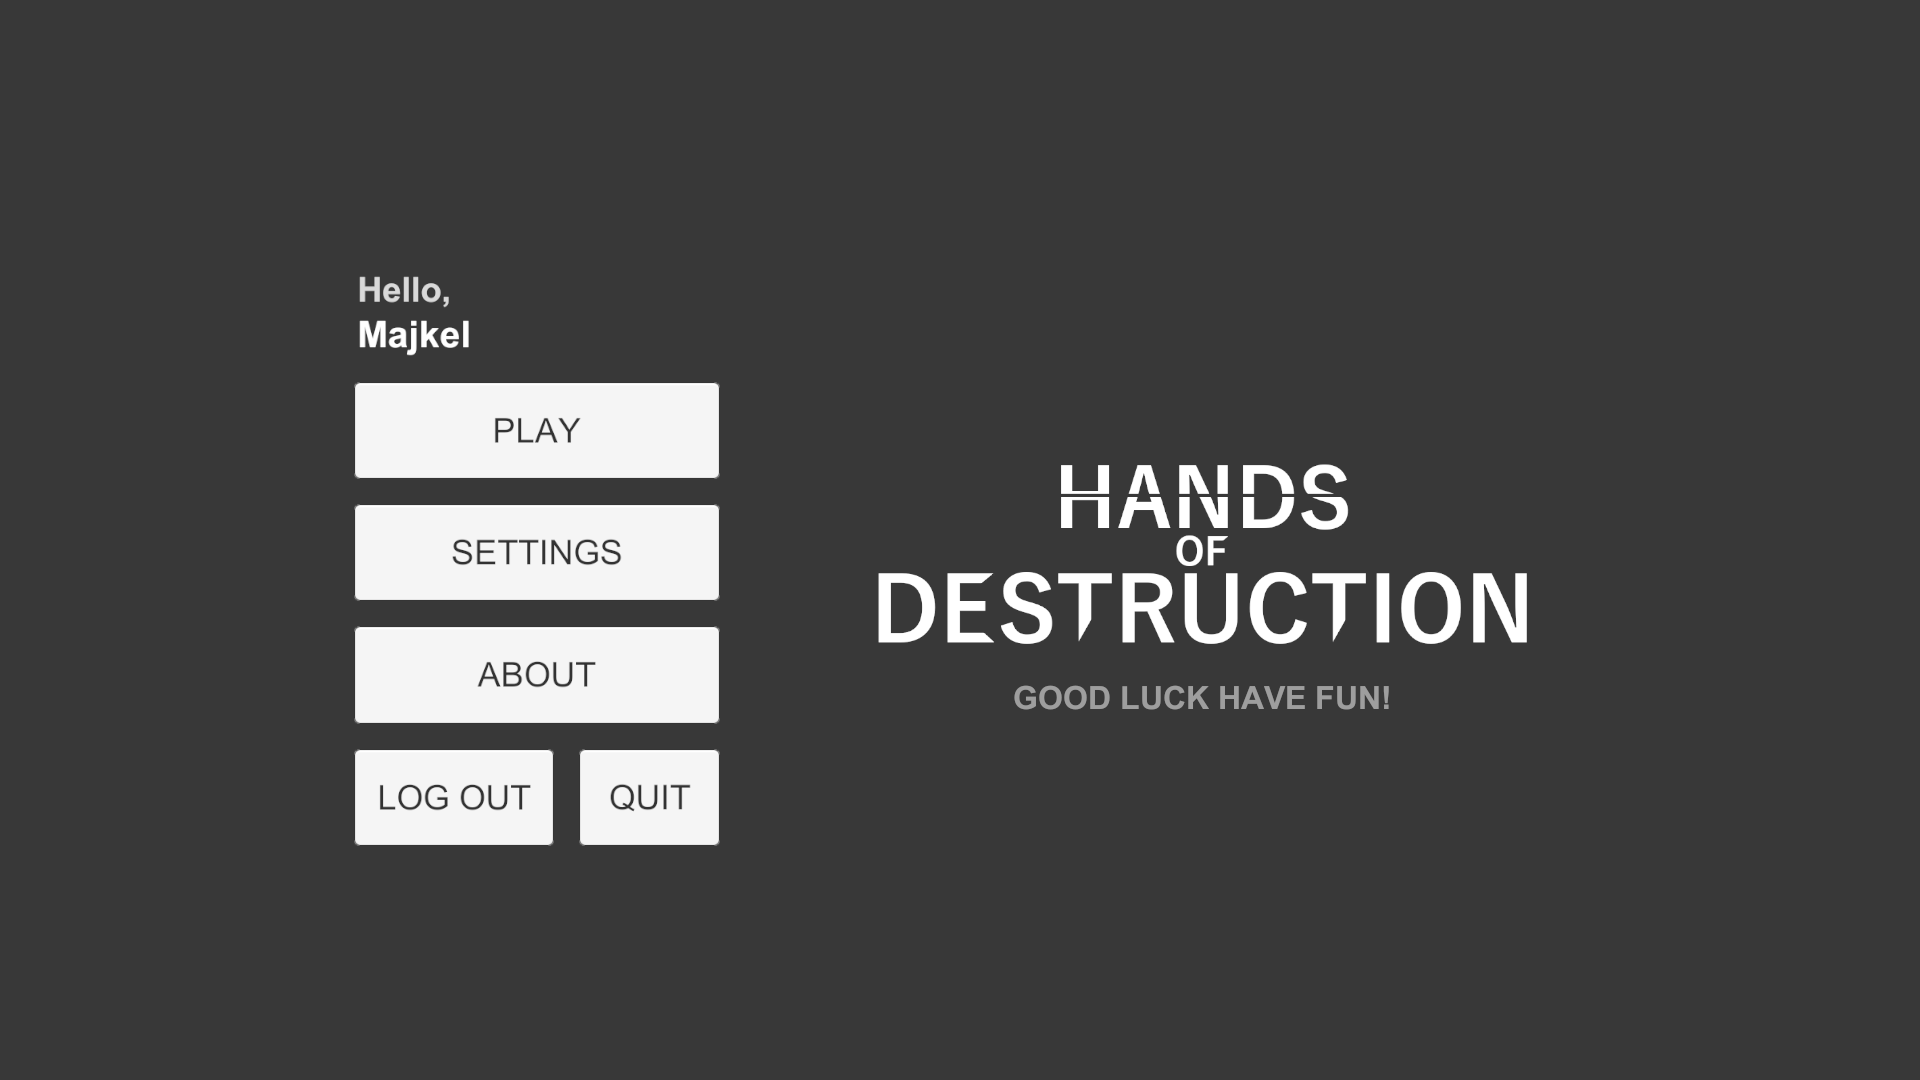 Hello,
Majkel
PLAY
SETTINGS
ABOUT
LOG OUT
QUIT
HANDS
OF
DESTRUCTION
GOOD LUCK HAVE FUN!